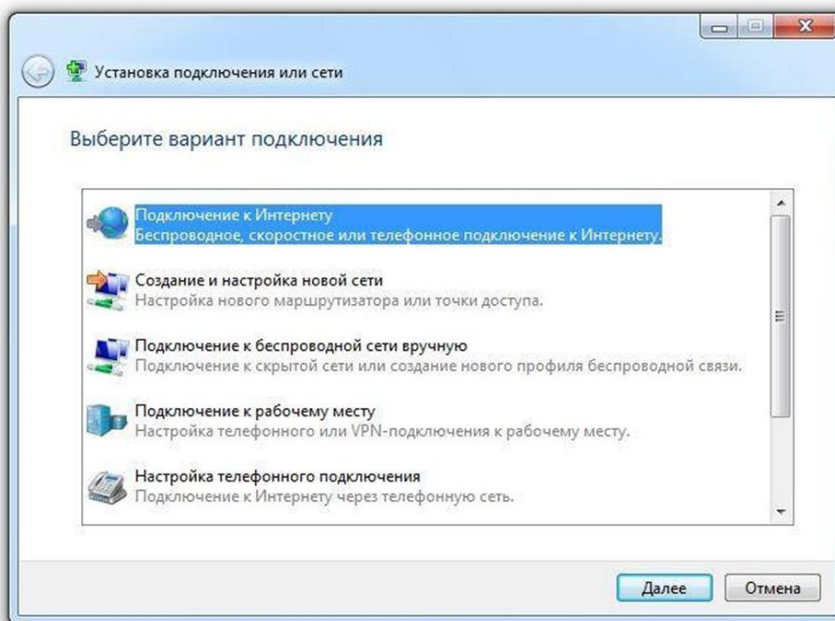 Установка подключения или сети
Выберите вариант подключения
Подключение к Интернету
Беспроводное, скоростное или телефонное подключение к Интернету.
Создание и настройка новой сети
Настройка нового маршрутизатора или точки доступа.
Подключение к беспроводной сети вручную
Подключение к скрытой сети или создание нового профиля беспроводной связи.
Подключение к рабочему месту
Настройка телефонного или VPN-подключения к рабочему месту.
Настройка телефонного подключения
Подключение к Интернету через телефонную сеть.
Далее
Отмена